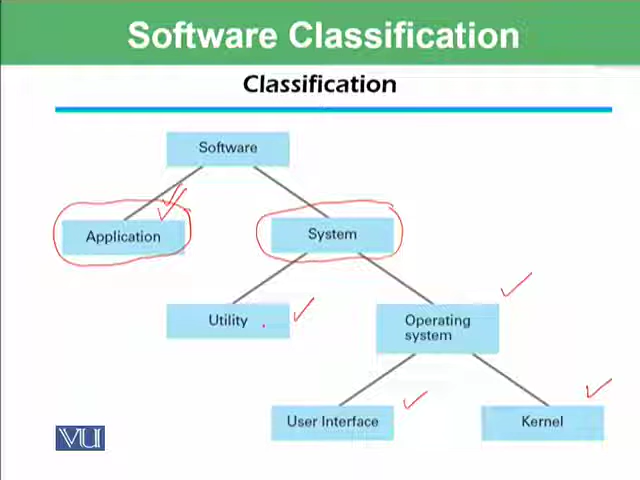 Software Classification
Classification
Software
Application
System
Utility
Operating
system
User Interface
Kernel
VU